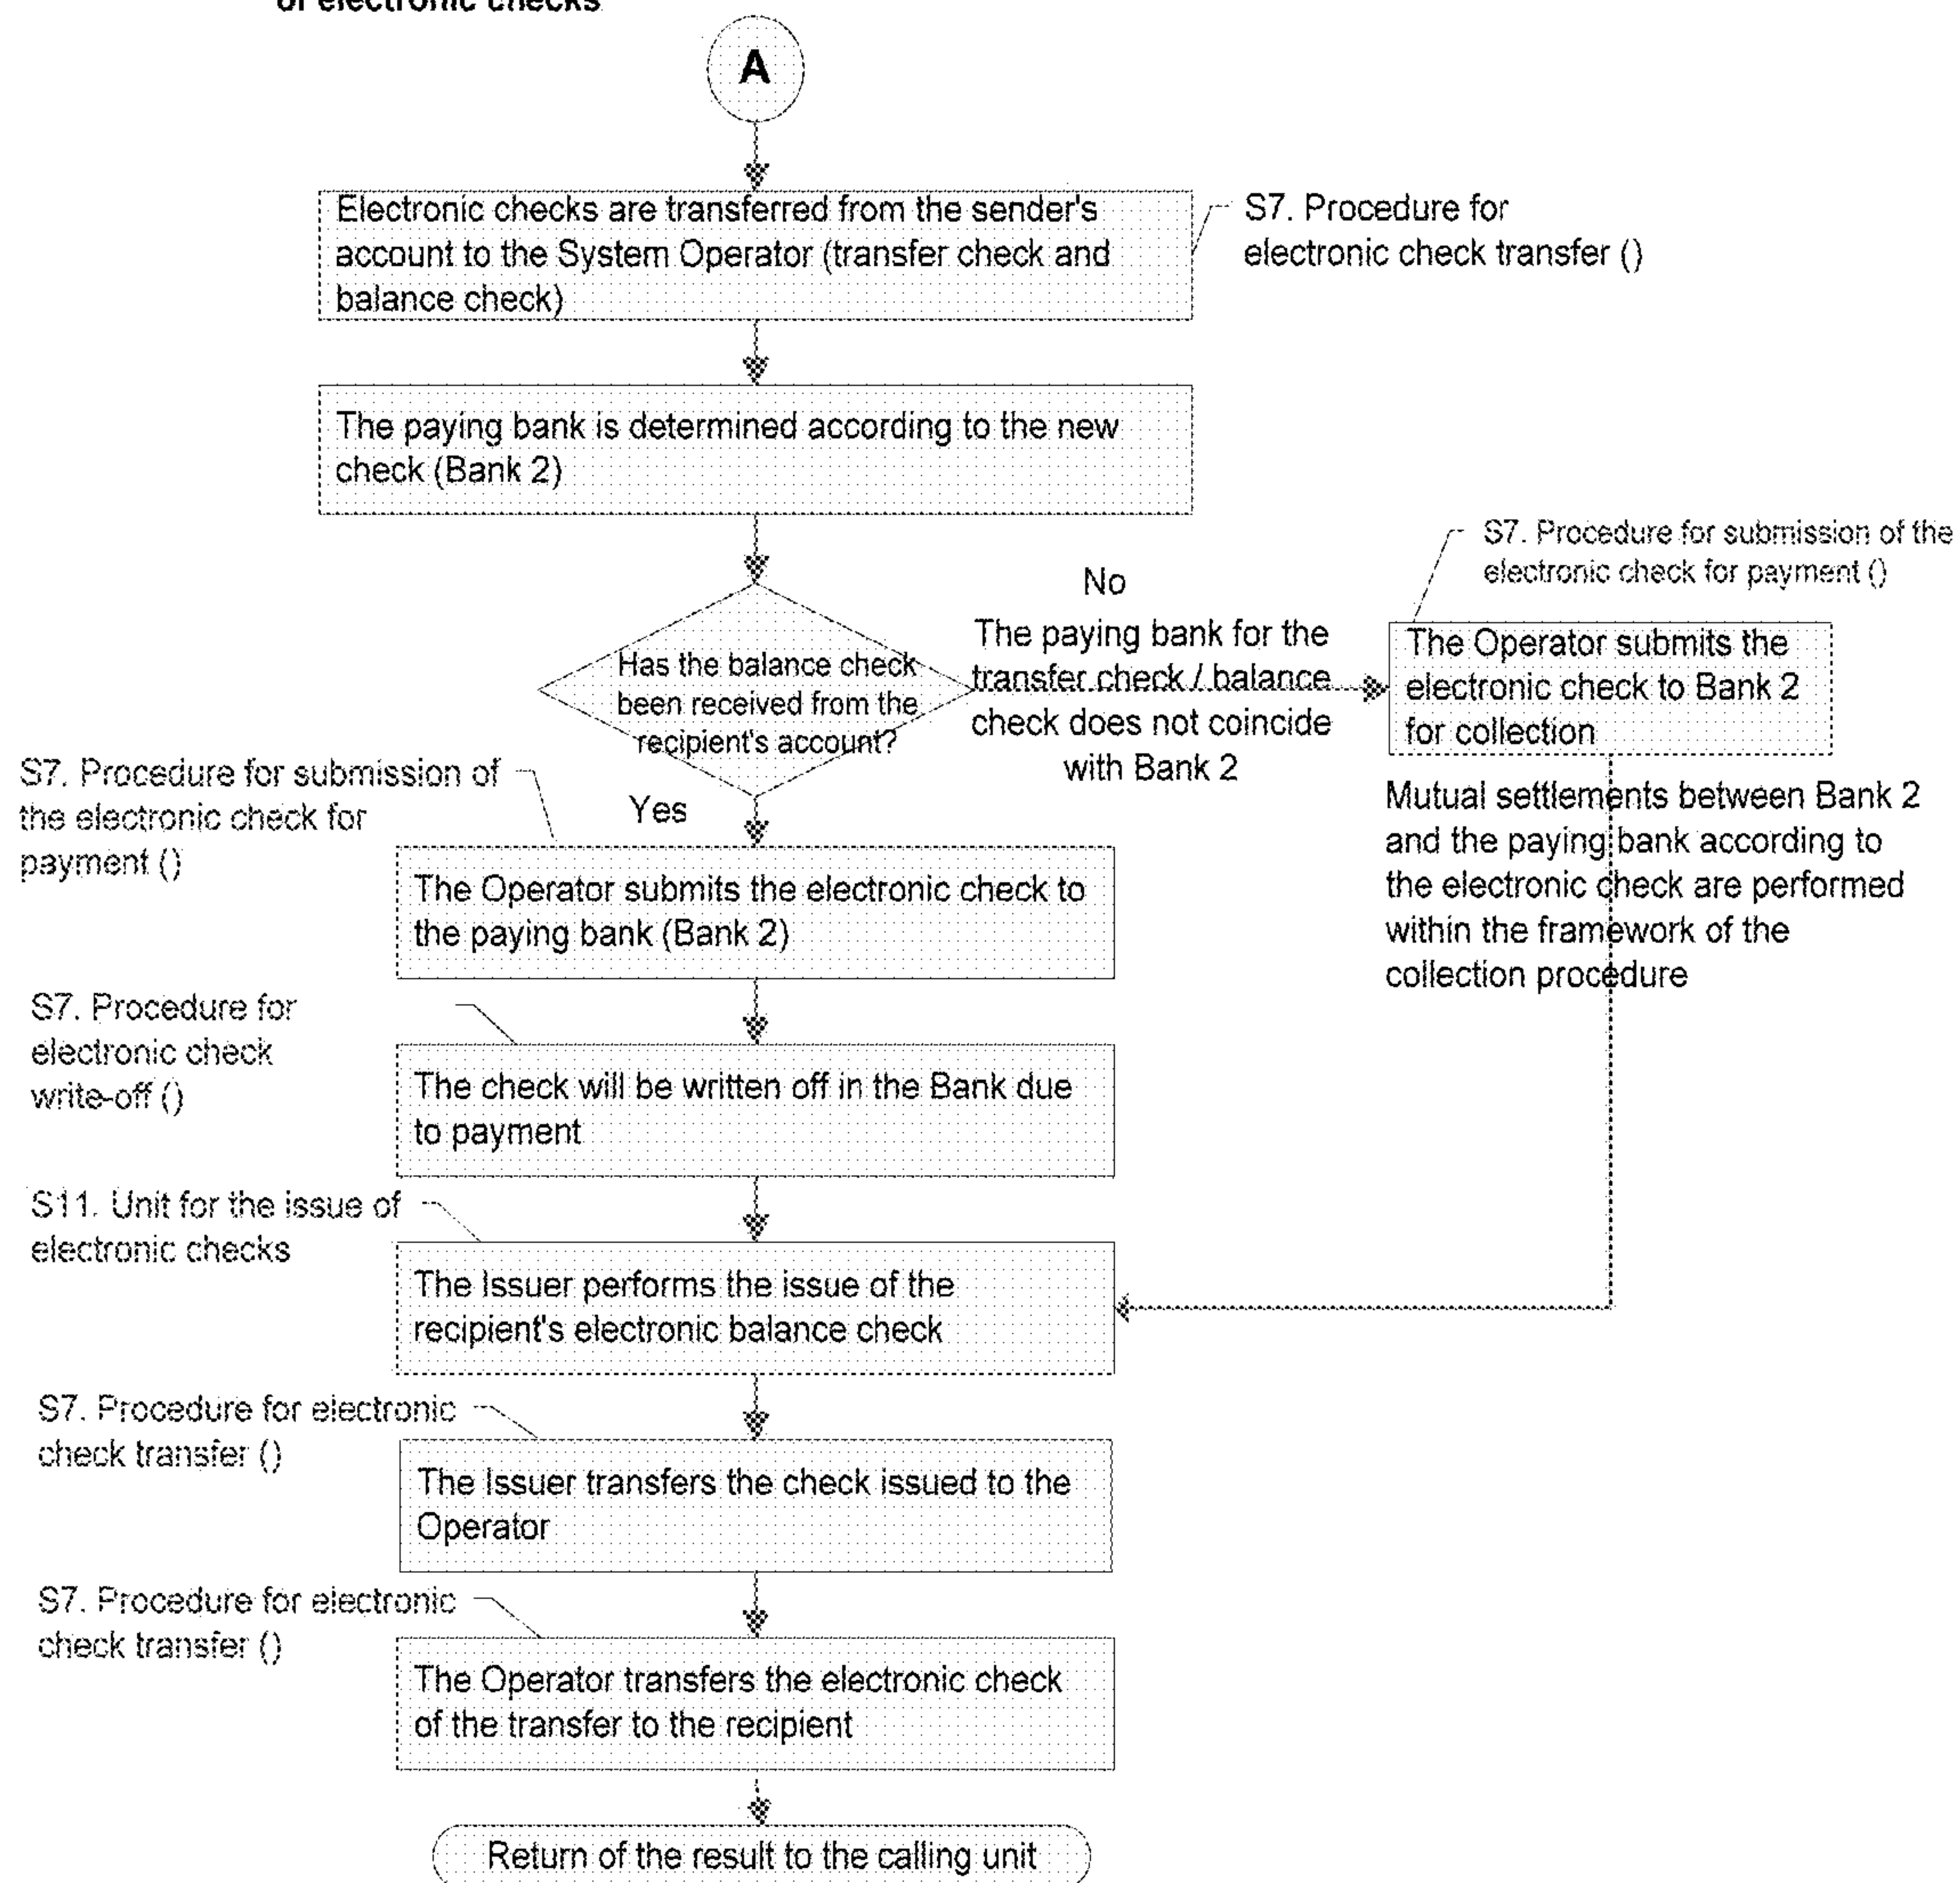 of electronic checks
A
Electronic checks are transferred from the sender's
account to the System Operator (transfer check and
balance check)
S7. Procedure for
electronic check transfer ()
The paying bank is determined according to the new
check (Bank 2)
S7. Procedure for submission of the
electronic check for payment ()
No
The paying bank for the
transfer check / balance
check does not coincide
with Bank 2
Has the balance check
been received from the
recipient's account?
The Operator submits the
electronic check to Bank 2
for collection
Mutual settlements between Bank 2
and the paying bank according to
the electronic check are performed
within the framework of the
collection procedure
S7. Procedure for submission of
the electronic check for
payment ()
Yes
The Operator submits the electronic check to
the paying bank (Bank 2)
S7. Procedure for
electronic check
write-off ()
The check will be written off in the Bank due
to payment
S11. Unit for the issue of
electronic checks
The Issuer performs the issue of the
recipient's electronic balance check
S7. Procedure for electronic
check transfer ()
The Issuer transfers the check issued to the
Operator
S7. Procedure for electronic
check transfer ()
The Operator transfers the electronic check
of the transfer to the recipient
Return of the result to the calling unit